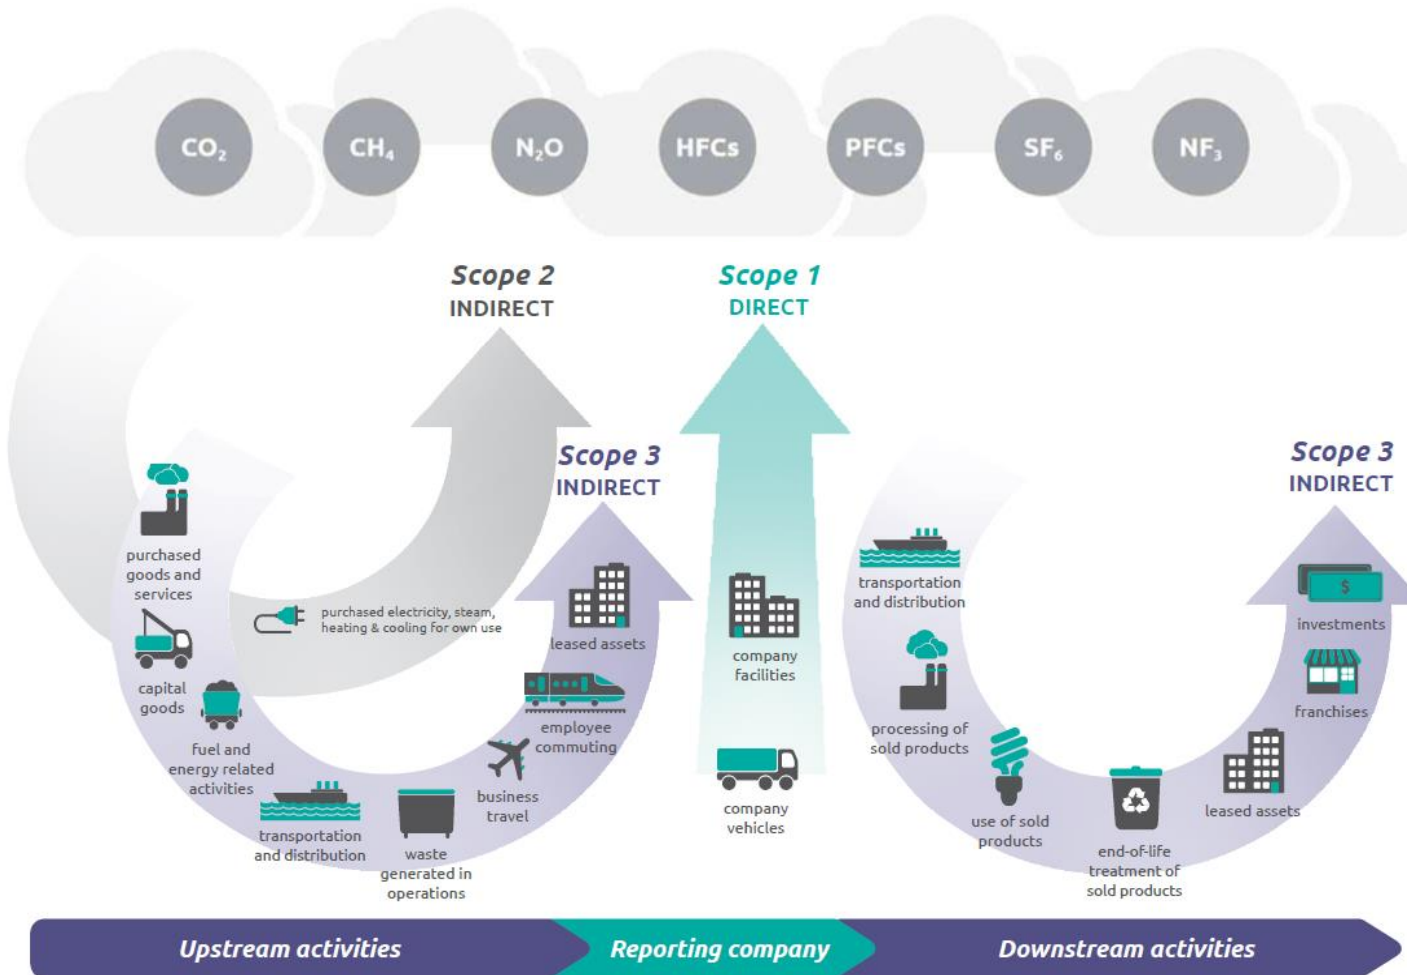 CO₂
CH₄
N₂O
HFCs
PFCs
SF₆
NF₃
Scope 2
INDIRECT
Scope 1
DIRECT
Scope 3
INDIRECT
Scope 3
INDIRECT
purchased
goods and
services
capital
goods
fuel and
energy related
activities
transportation
and distribution
waste
generated in
operations
business
travel
employee
commuting
leased assets
purchased electricity, steam,
heating & cooling for own use
company
facilities
company
vehicles
transportation
and distribution
processing of
sold products
use of sold
products
end-of-life
treatment of
sold products
leased assets
franchises
$
investments
Upstream activities
Reporting company
Downstream activities